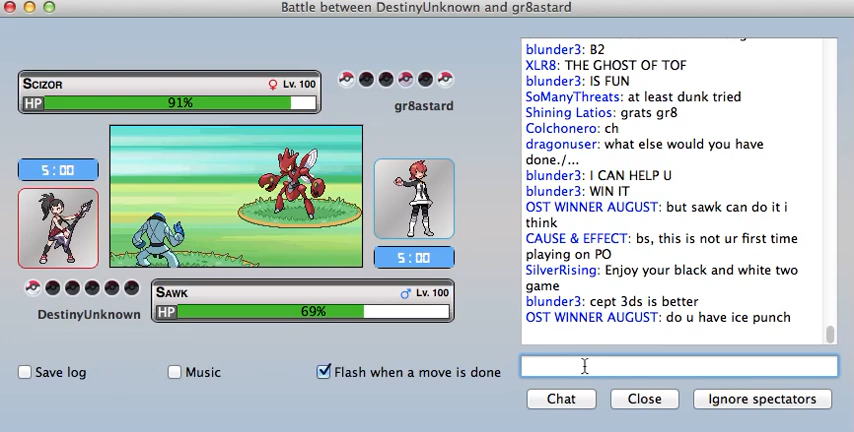 Battle between DestinyUnknown and gr8astard
SCIZOR ♀ Lv. 100
HP 91%
gr8astard
5:00
5:00
SAWK ♂ Lv. 100
HP 69%
DestinyUnknown
Save log
Music
Flash when a move is done
blunder3: B2
XLR8: THE GHOST OF TOF
blunder3: IS FUN
SoManyThreats: at least dunk tried
Shining Latios: grats gr8
Colchonero: ch
dragonuser: what else would you have
done./...
blunder3: I CAN HELP U
blunder3: WIN IT
OST WINNER AUGUST: but sawk can do it i
think
CAUSE & EFFECT: bs, this is not ur first time
playing on PO
SilverRising: Enjoy your black and white two
game
blunder3: cept 3ds is better
OST WINNER AUGUST: do u have ice punch
Chat
Close
Ignore spectators